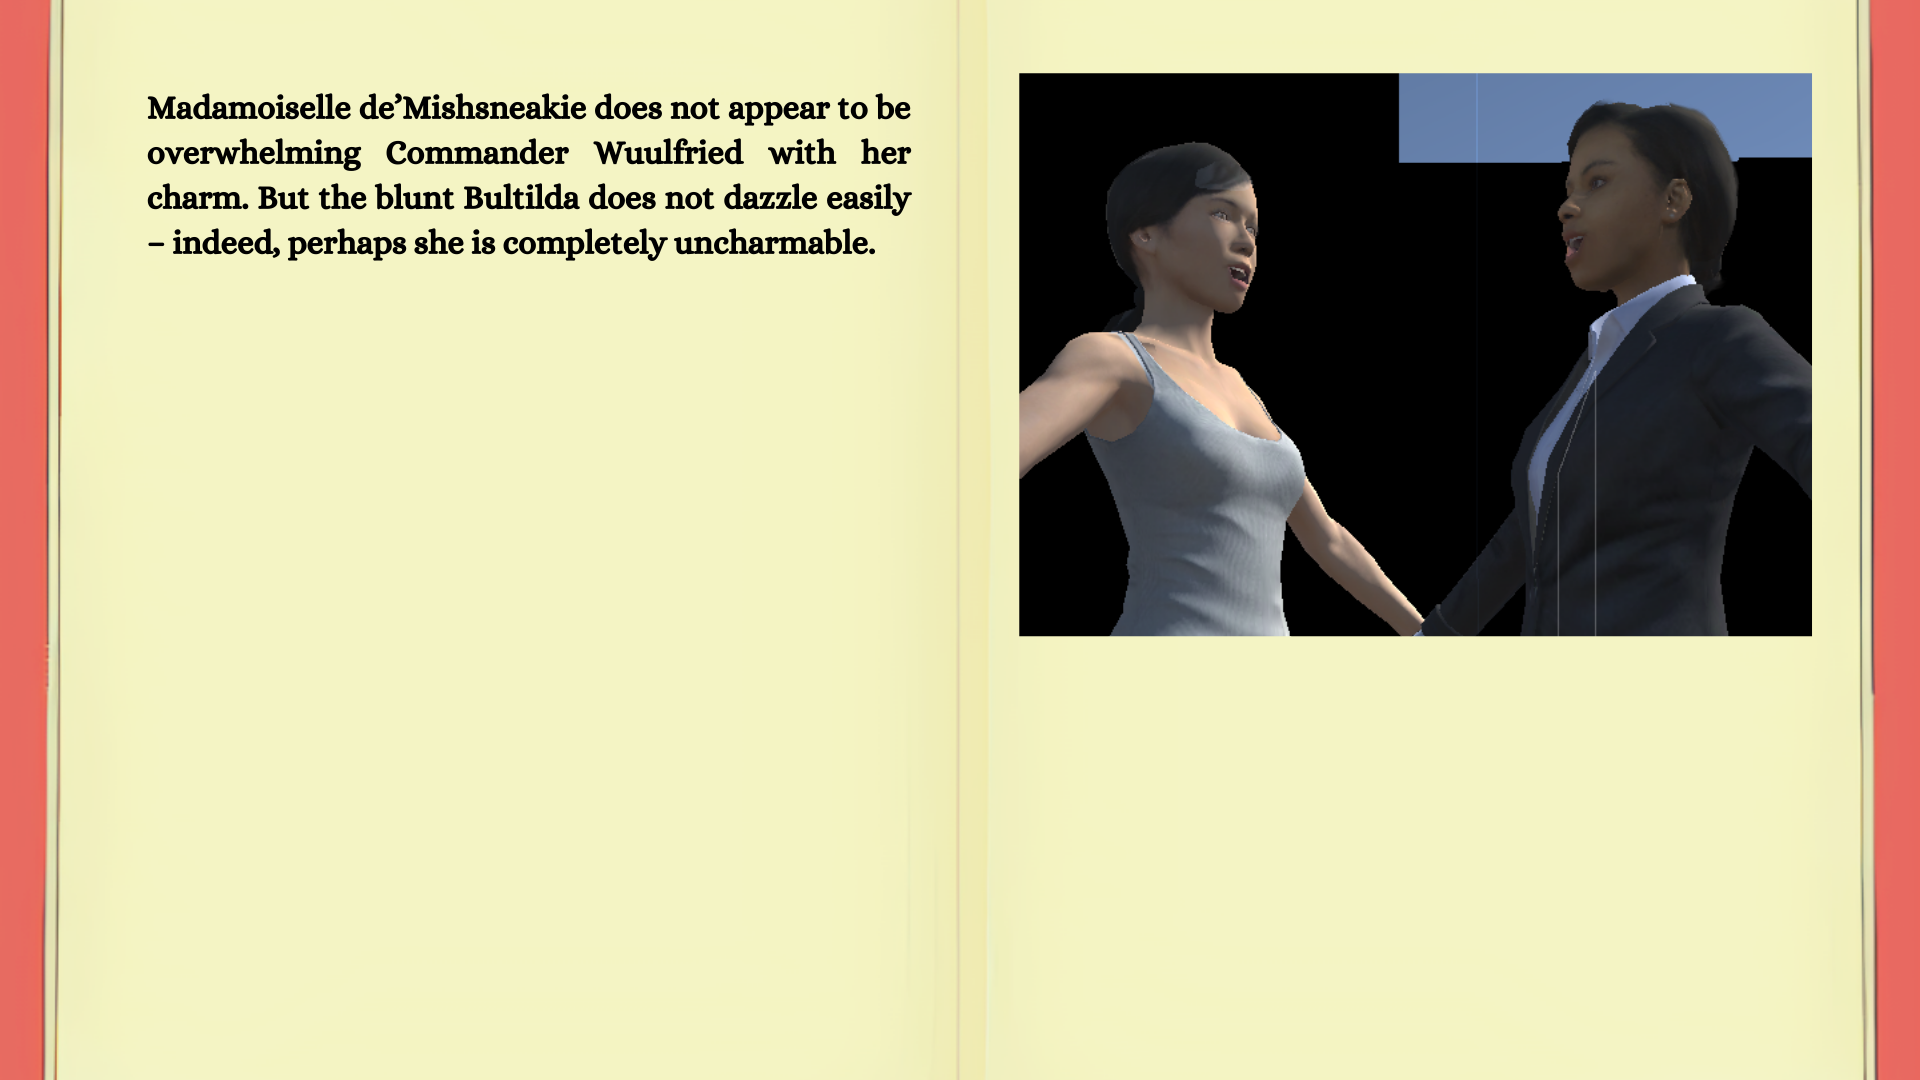 Madamoiselle de’Mishsneakie does not appear to be
overwhelming Commander Wuulfried with her
charm. But the blunt Bultilda does not dazzle easily
– indeed, perhaps she is completely uncharmable.